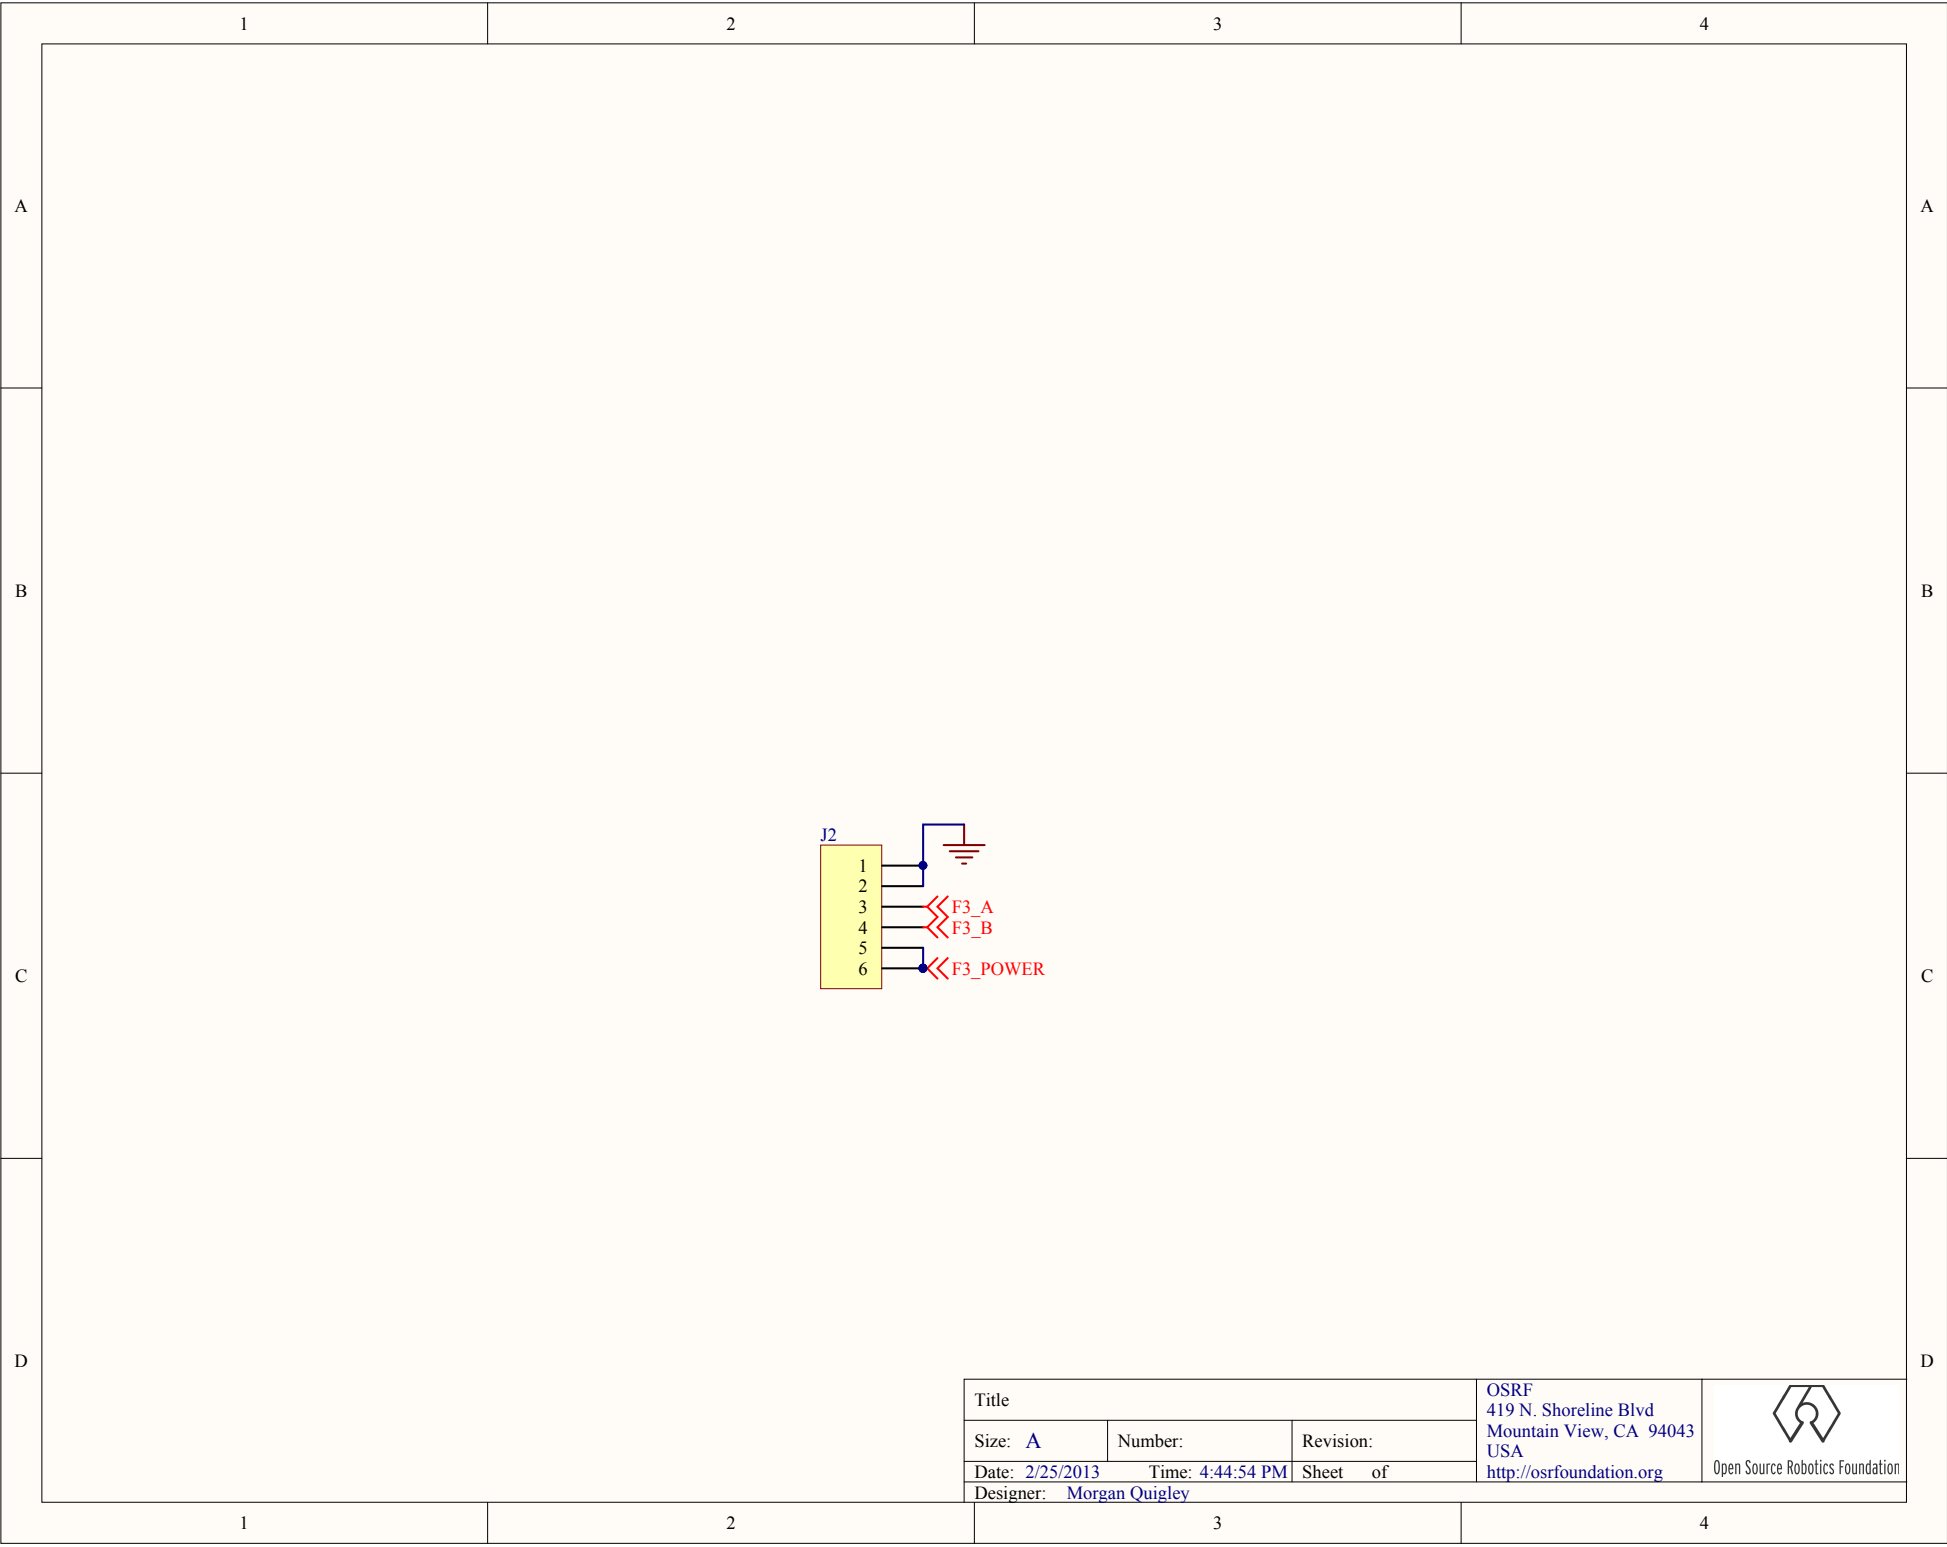 1 2 3 4
A A
B B
J2
1
2
3 F3_A
4 F3_B
5
6 F3_POWER
C C
D D
Title
Size: A Number: Revision:
Date: 2/25/2013 Time: 4:44:54 PM Sheet of
Designer: Morgan Quigley
OSRF
419 N. Shoreline Blvd
Mountain View, CA 94043
USA
http://osrfoundation.org
Open Source Robotics Foundation
1 2 3 4